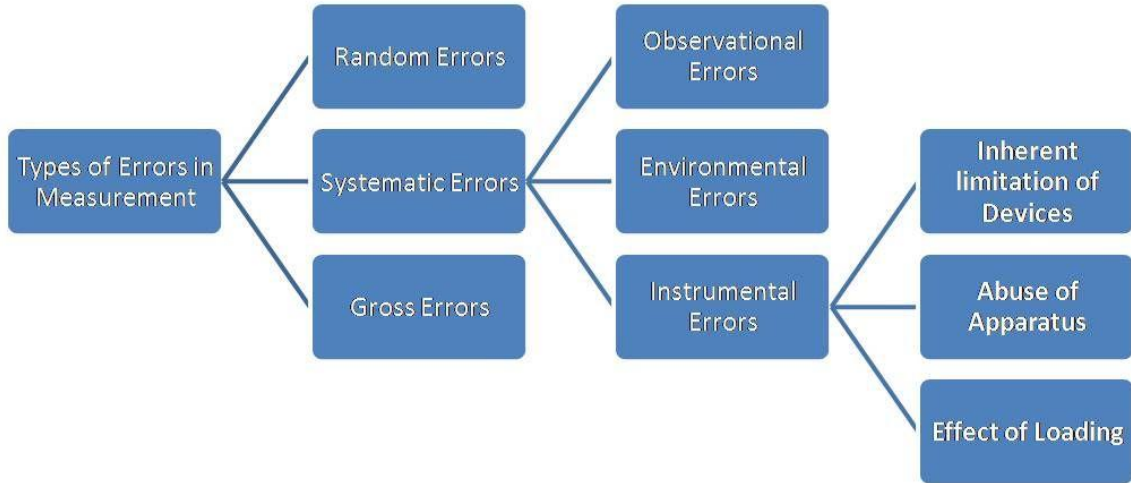 Types of Errors in
Measurement
Random Errors
Systematic Errors
Gross Errors
Observational
Errors
Environmental
Errors
Instrumental
Errors
Inherent
limitation of
Devices
Abuse of
Apparatus
Effect of Loading